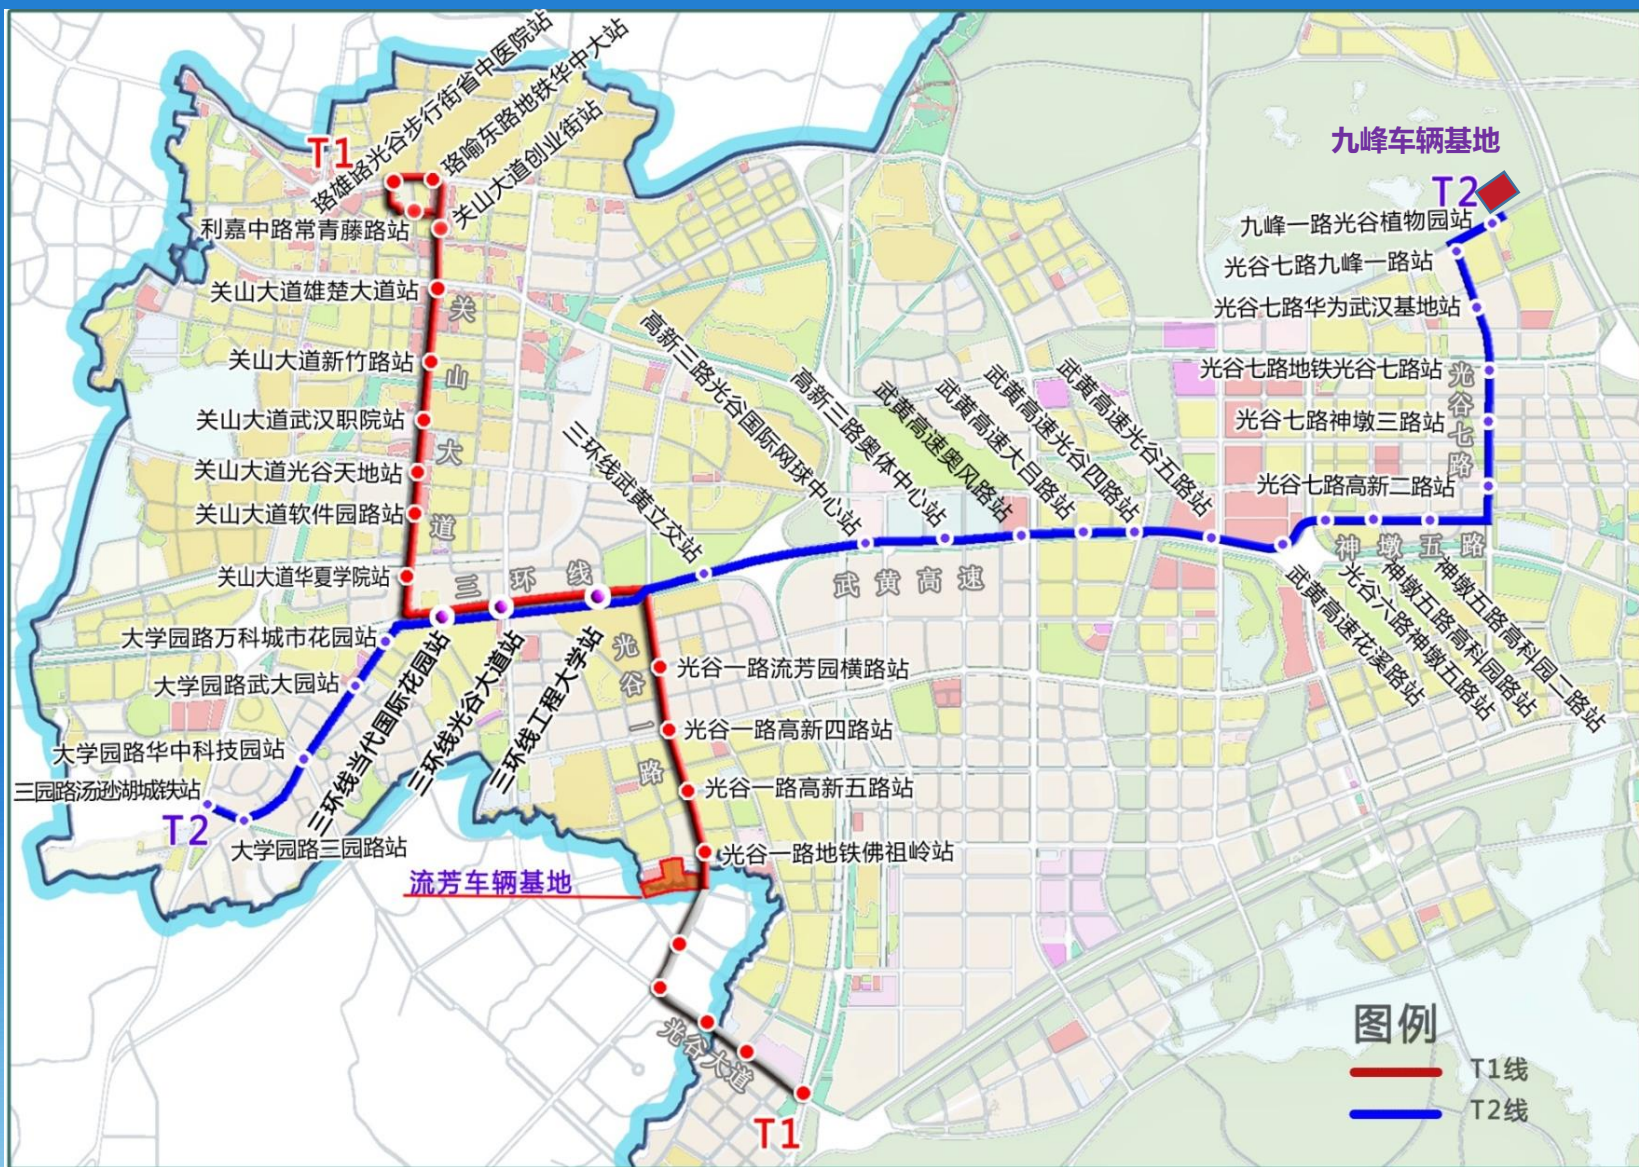 珞雄路光谷步行街省中医院站
珞喻东路地铁华中大站
关山大道创业街站
T1
利嘉中路常青藤路站
关山大道雄楚大道站
关山大道新竹路站
关山大道武汉职院站
关山大道光谷天地站
关山大道软件园路站
关山大道华夏学院站
关山大道
三环线
大学园路万科城市花园站
大学园路武大园站
大学园路华中科技园站
三园路汤逊湖城铁站
T2
大学园路三园路站
三环线当代国际花园站
三环线光谷大道站
三环线工程大学站
三环线武黄立交站
高新三路光谷国际网球中心站
高新三路奥体中心站
武黄高速奥风路站
武黄高速大吕路站
武黄高速光谷四路站
武黄高速光谷五路站
武黄高速
九峰车辆基地
T2
九峰一路光谷植物园站
光谷七路九峰一路站
光谷七路华为武汉基地站
光谷七路地铁光谷七路站
光谷七路神墩三路站
光谷七路高新二路站
光谷七路
神墩五路
武黄高速花溪路站
光谷六路神墩五路站
神墩五路高科园路站
神墩五路高科园二路站
光谷一路
光谷一路流芳园横路站
光谷一路高新四路站
光谷一路高新五路站
光谷一路地铁佛祖岭站
流芳车辆基地
光谷大道
T1
图例
T1线
T2线